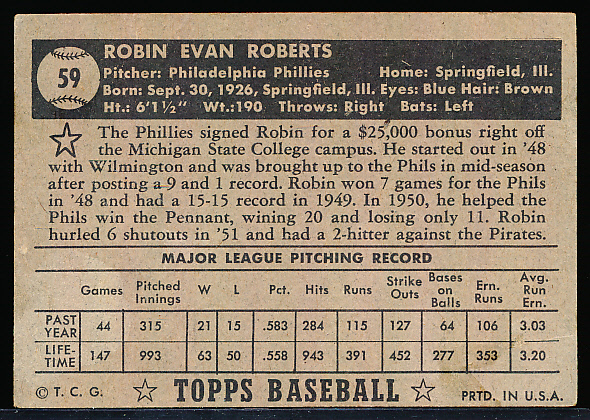 59
ROBIN EVAN ROBERTS
Pitcher: Philadelphia Phillies Home: Springfield, Ill.
Born: Sept. 30, 1926, Springfield, Ill. Eyes: Blue Hair: Brown
Ht.: 6'1½" Wt.:190 Throws: Right Bats: Left
The Phillies signed Robin for a $25,000 bonus right off
the Michigan State College campus. He started out in '48
with Wilmington and was brought up to the Phils in mid-season
after posting a 9 and 1 record. Robin won 7 games for the Phils
in '48 and had a 15-15 record in 1949. In 1950, he helped the
Phils win the Pennant, wining 20 and losing only 11. Robin
hurled 6 shutouts in '51 and had a 2-hitter against the Pirates.
MAJOR LEAGUE PITCHING RECORD
Games Pitched Innings W L Pct. Hits Runs Strike Outs Bases on Balls Ern. Runs Avg. Run Ern.
PAST YEAR 44 315 21 15 .583 284 115 127 64 106 3.03
LIFE-TIME 147 993 63 50 .558 943 391 452 277 353 3.20
© T. C. G. TOPPS BASEBALL PRTD. IN U.S.A.